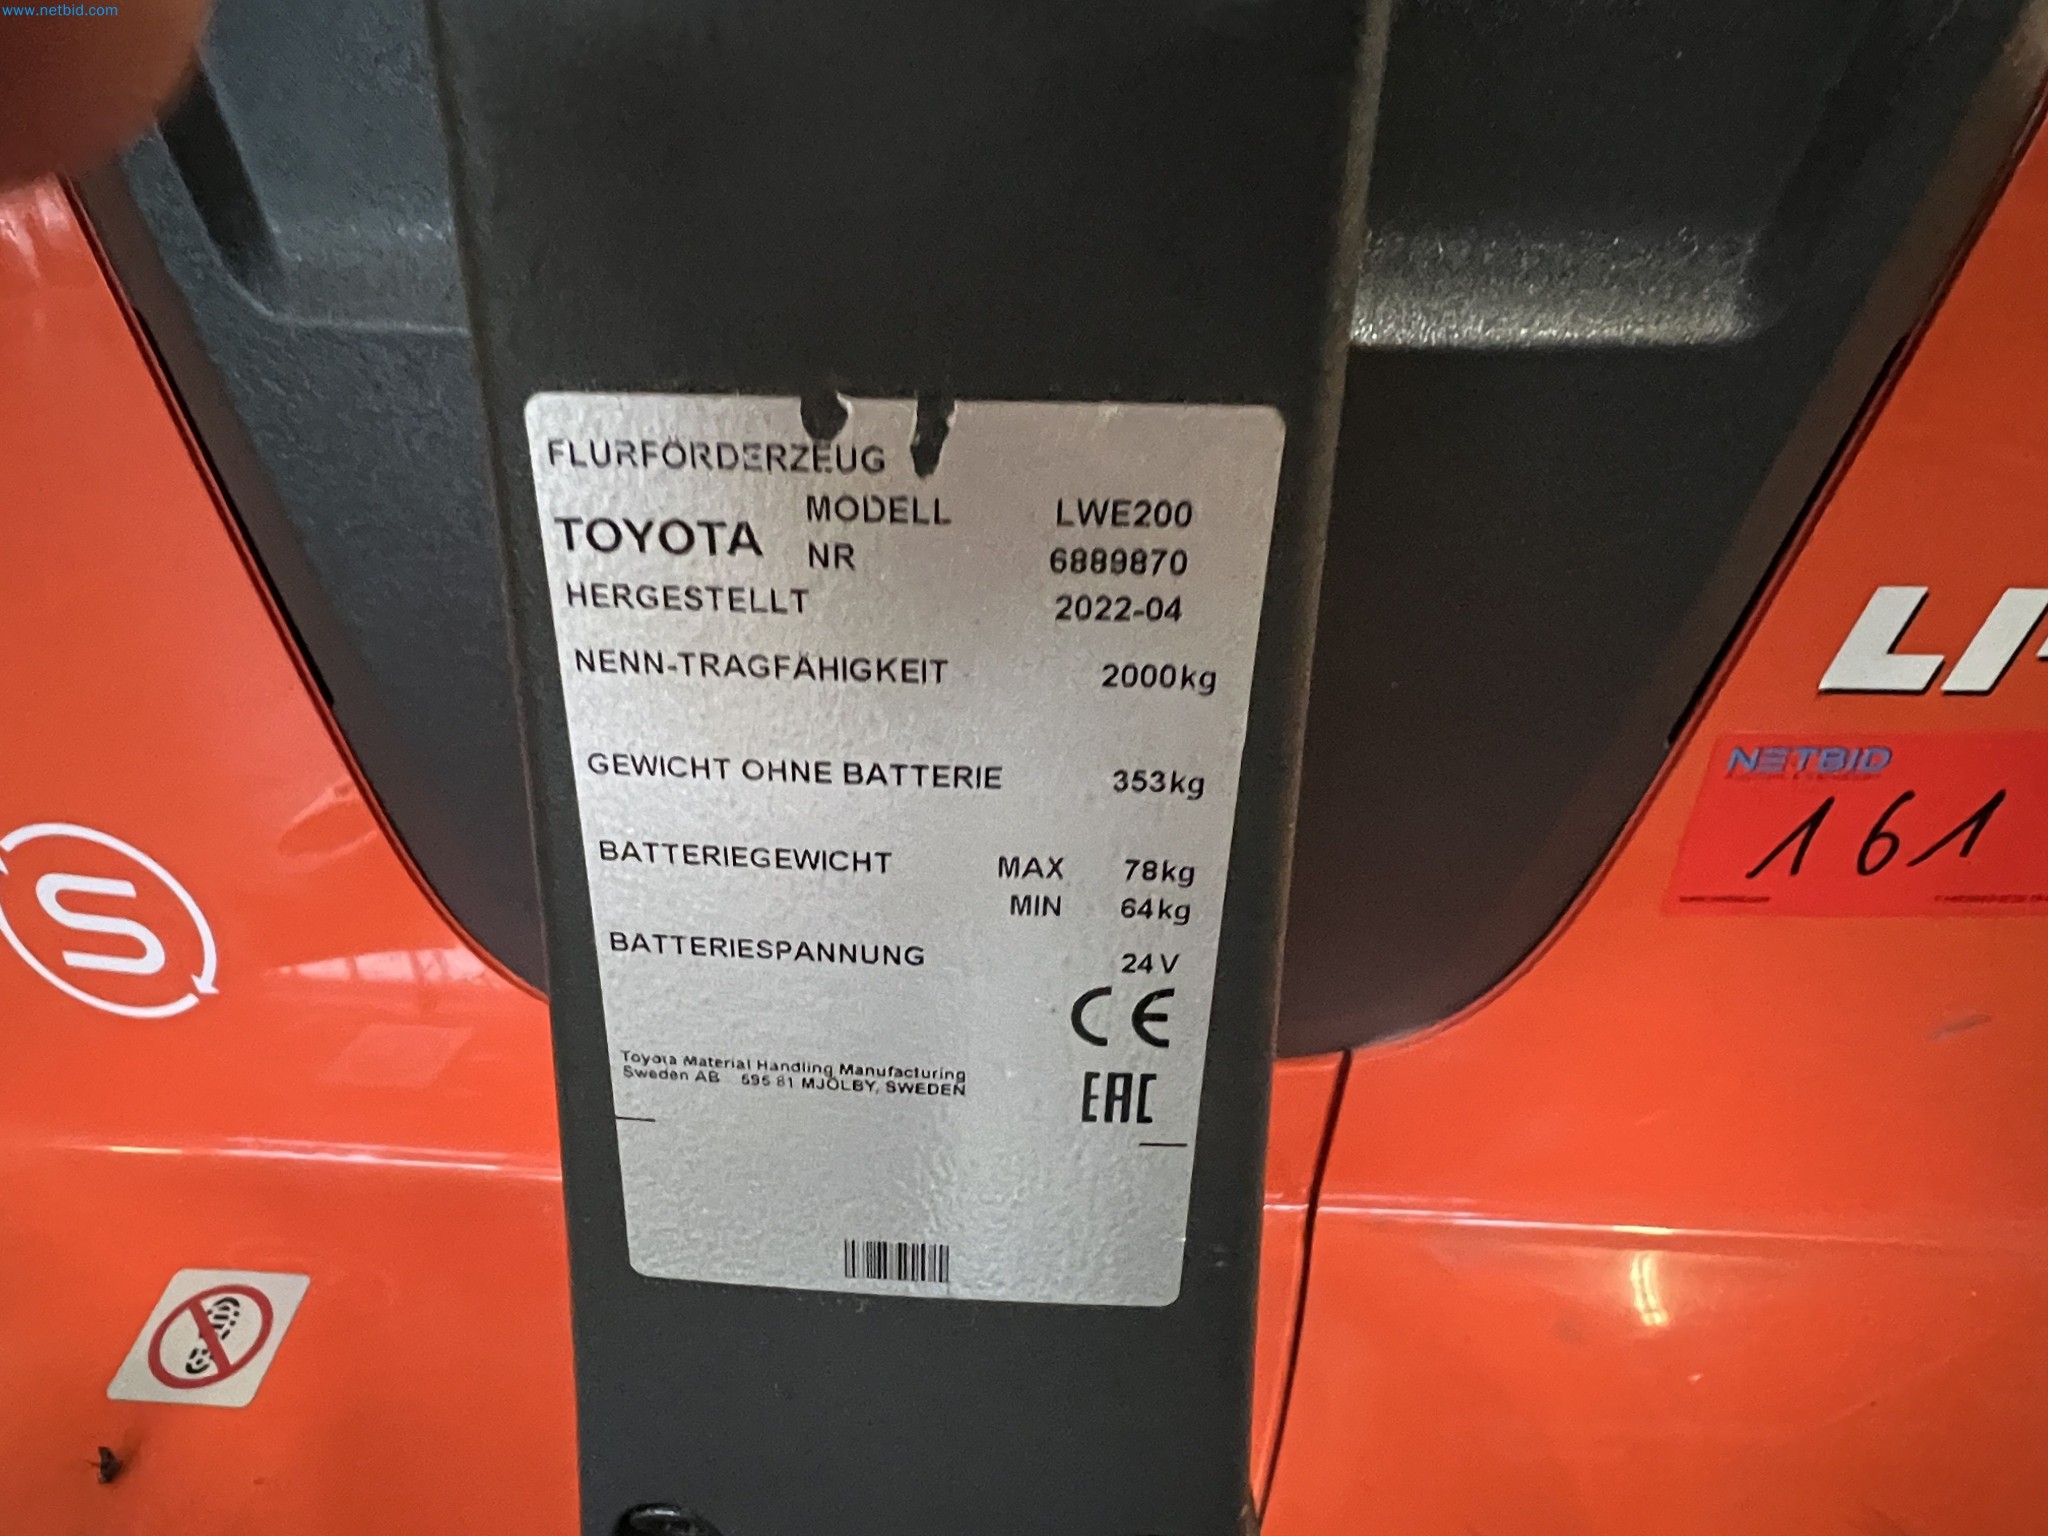 www.netbid.com
FLURFÖRDERZEUG
TOYOTA MODELL LWE200
NR 6889870
HERGESTELLT 2022-04
NENN-TRAGFÄHIGKEIT 2000kg
GEWICHT OHNE BATTERIE 353kg
BATTERIEGEWICHT MAX 78kg
MIN 64kg
BATTERIESPANNUNG 24V
CE
Toyota Material Handling Manufacturing
Sweden AB 595 81 MJÖLBY, SWEDEN
EAC
S
LI
NETBID
161